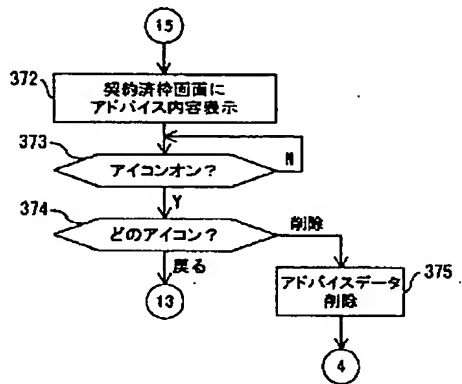 15
372
契約済枠画面に
アドバイス内容表示
373
アイコンオン?
N
Y
374
どのアイコン?
削除
戻る
13
アドバイスデータ
削除
375
4